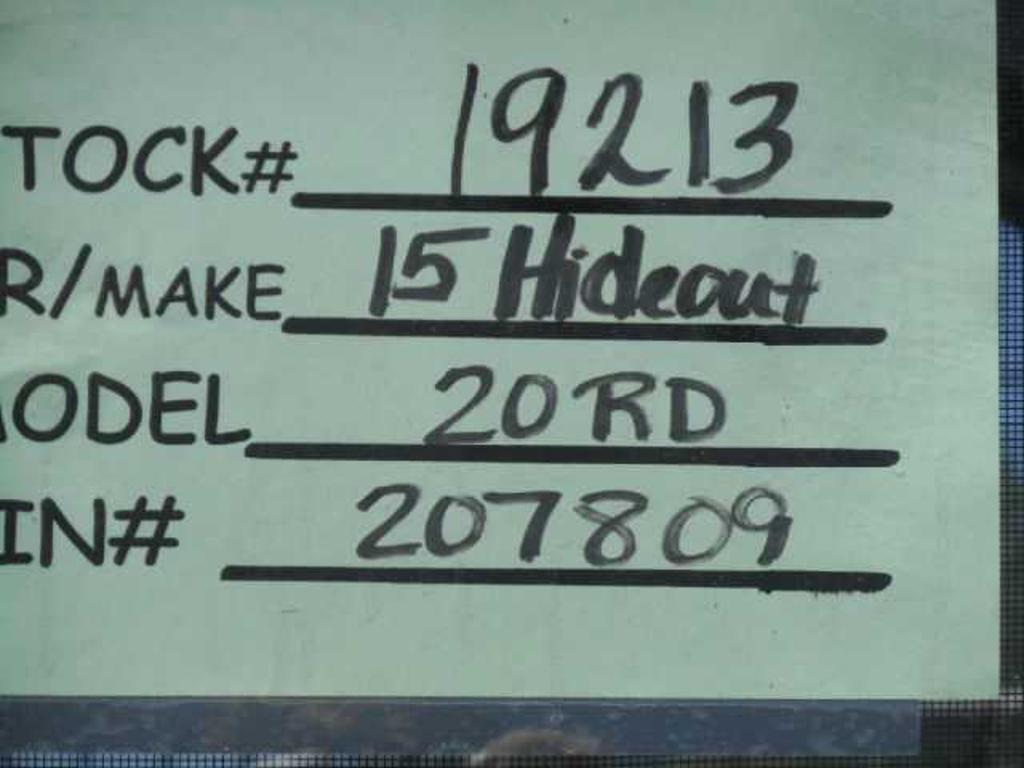 TOCK# 19213
R/MAKE 15 Hideout
ODEL 20RD
IN# 207809